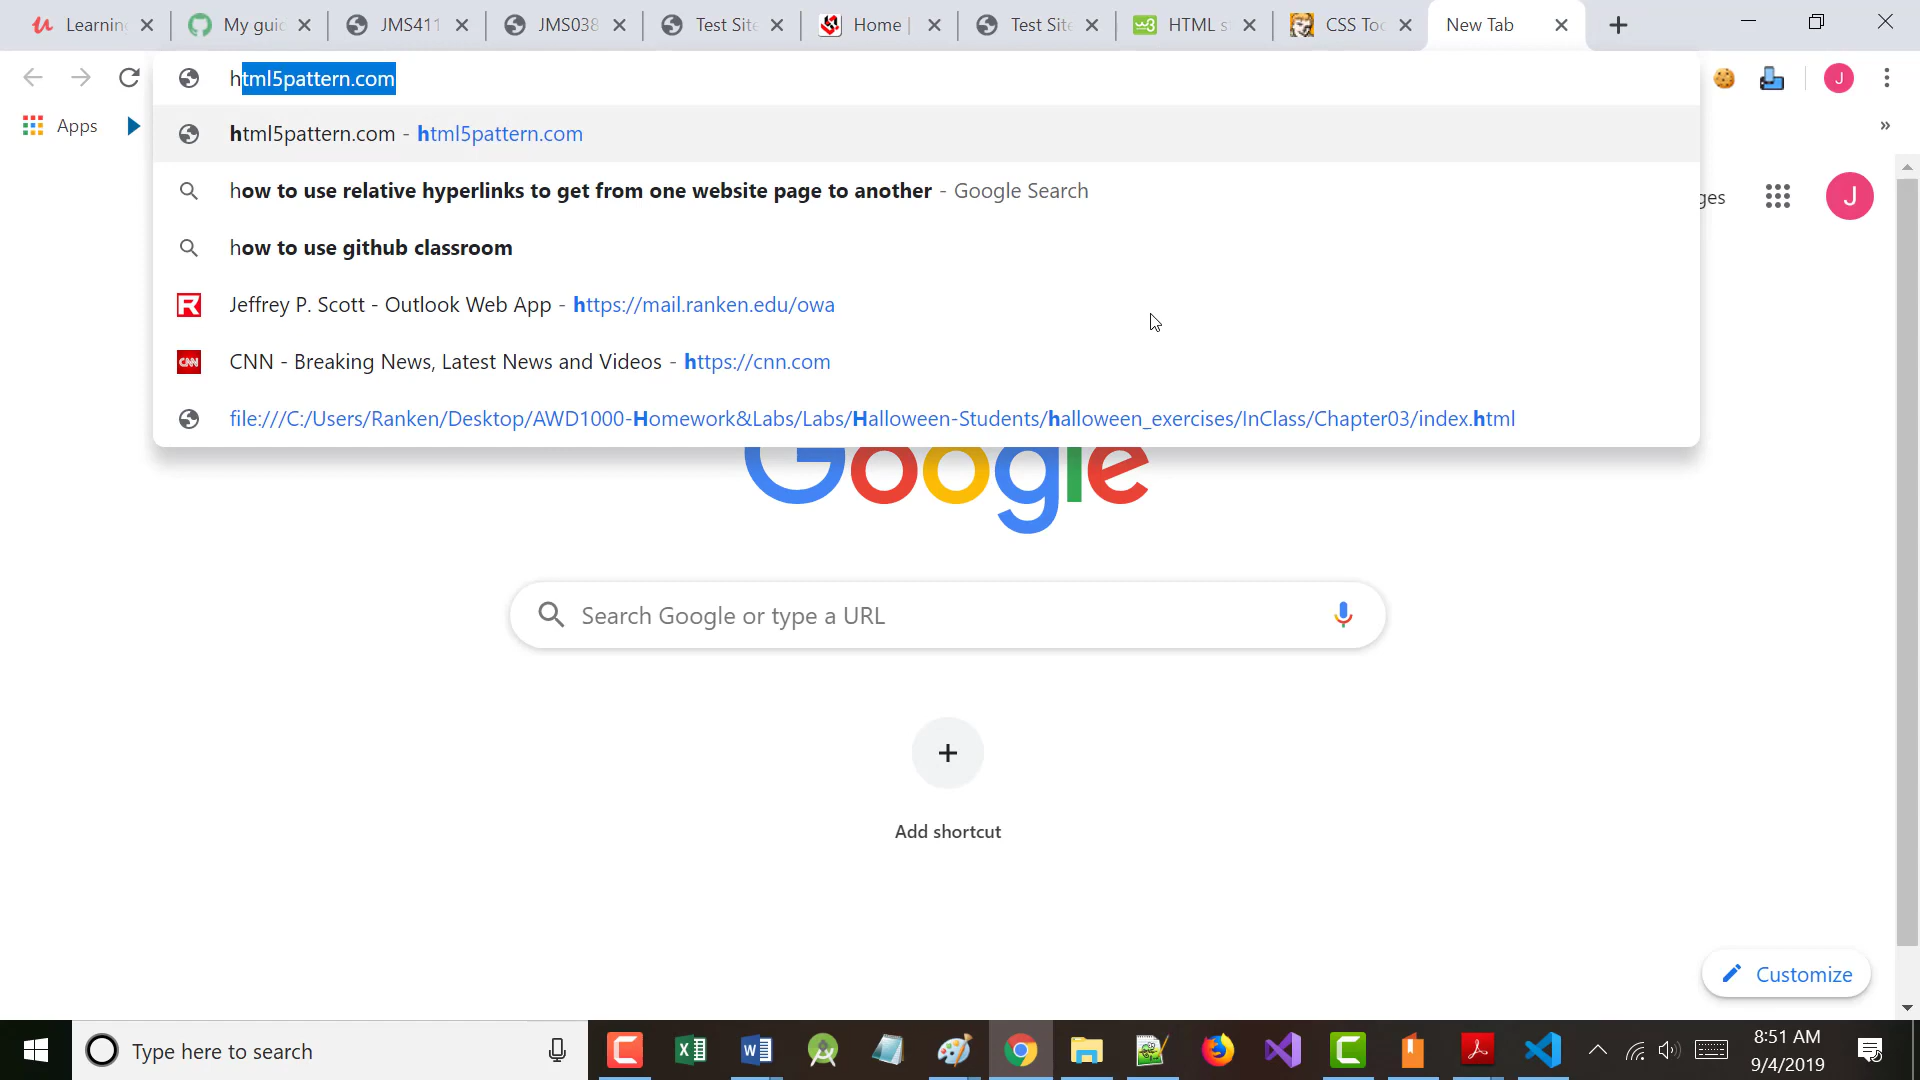 Learnin
My guid
JMS411
JMS038
Test Site
Home |
Test Site
HTML s
CSS Too
New Tab
html5pattern.com
Apps
»
html5pattern.com - html5pattern.com
how to use relative hyperlinks to get from one website page to another - Google Search
how to use github classroom
Jeffrey P. Scott - Outlook Web App - https://mail.ranken.edu/owa
CNN - Breaking News, Latest News and Videos - https://cnn.com
file:///C:/Users/Ranken/Desktop/AWD1000-Homework&Labs/Labs/Halloween-Students/halloween_exercises/InClass/Chapter03/index.html
J
ges
J
Google
Search Google or type a URL
Add shortcut
Customize
Type here to search
8:51 AM
9/4/2019